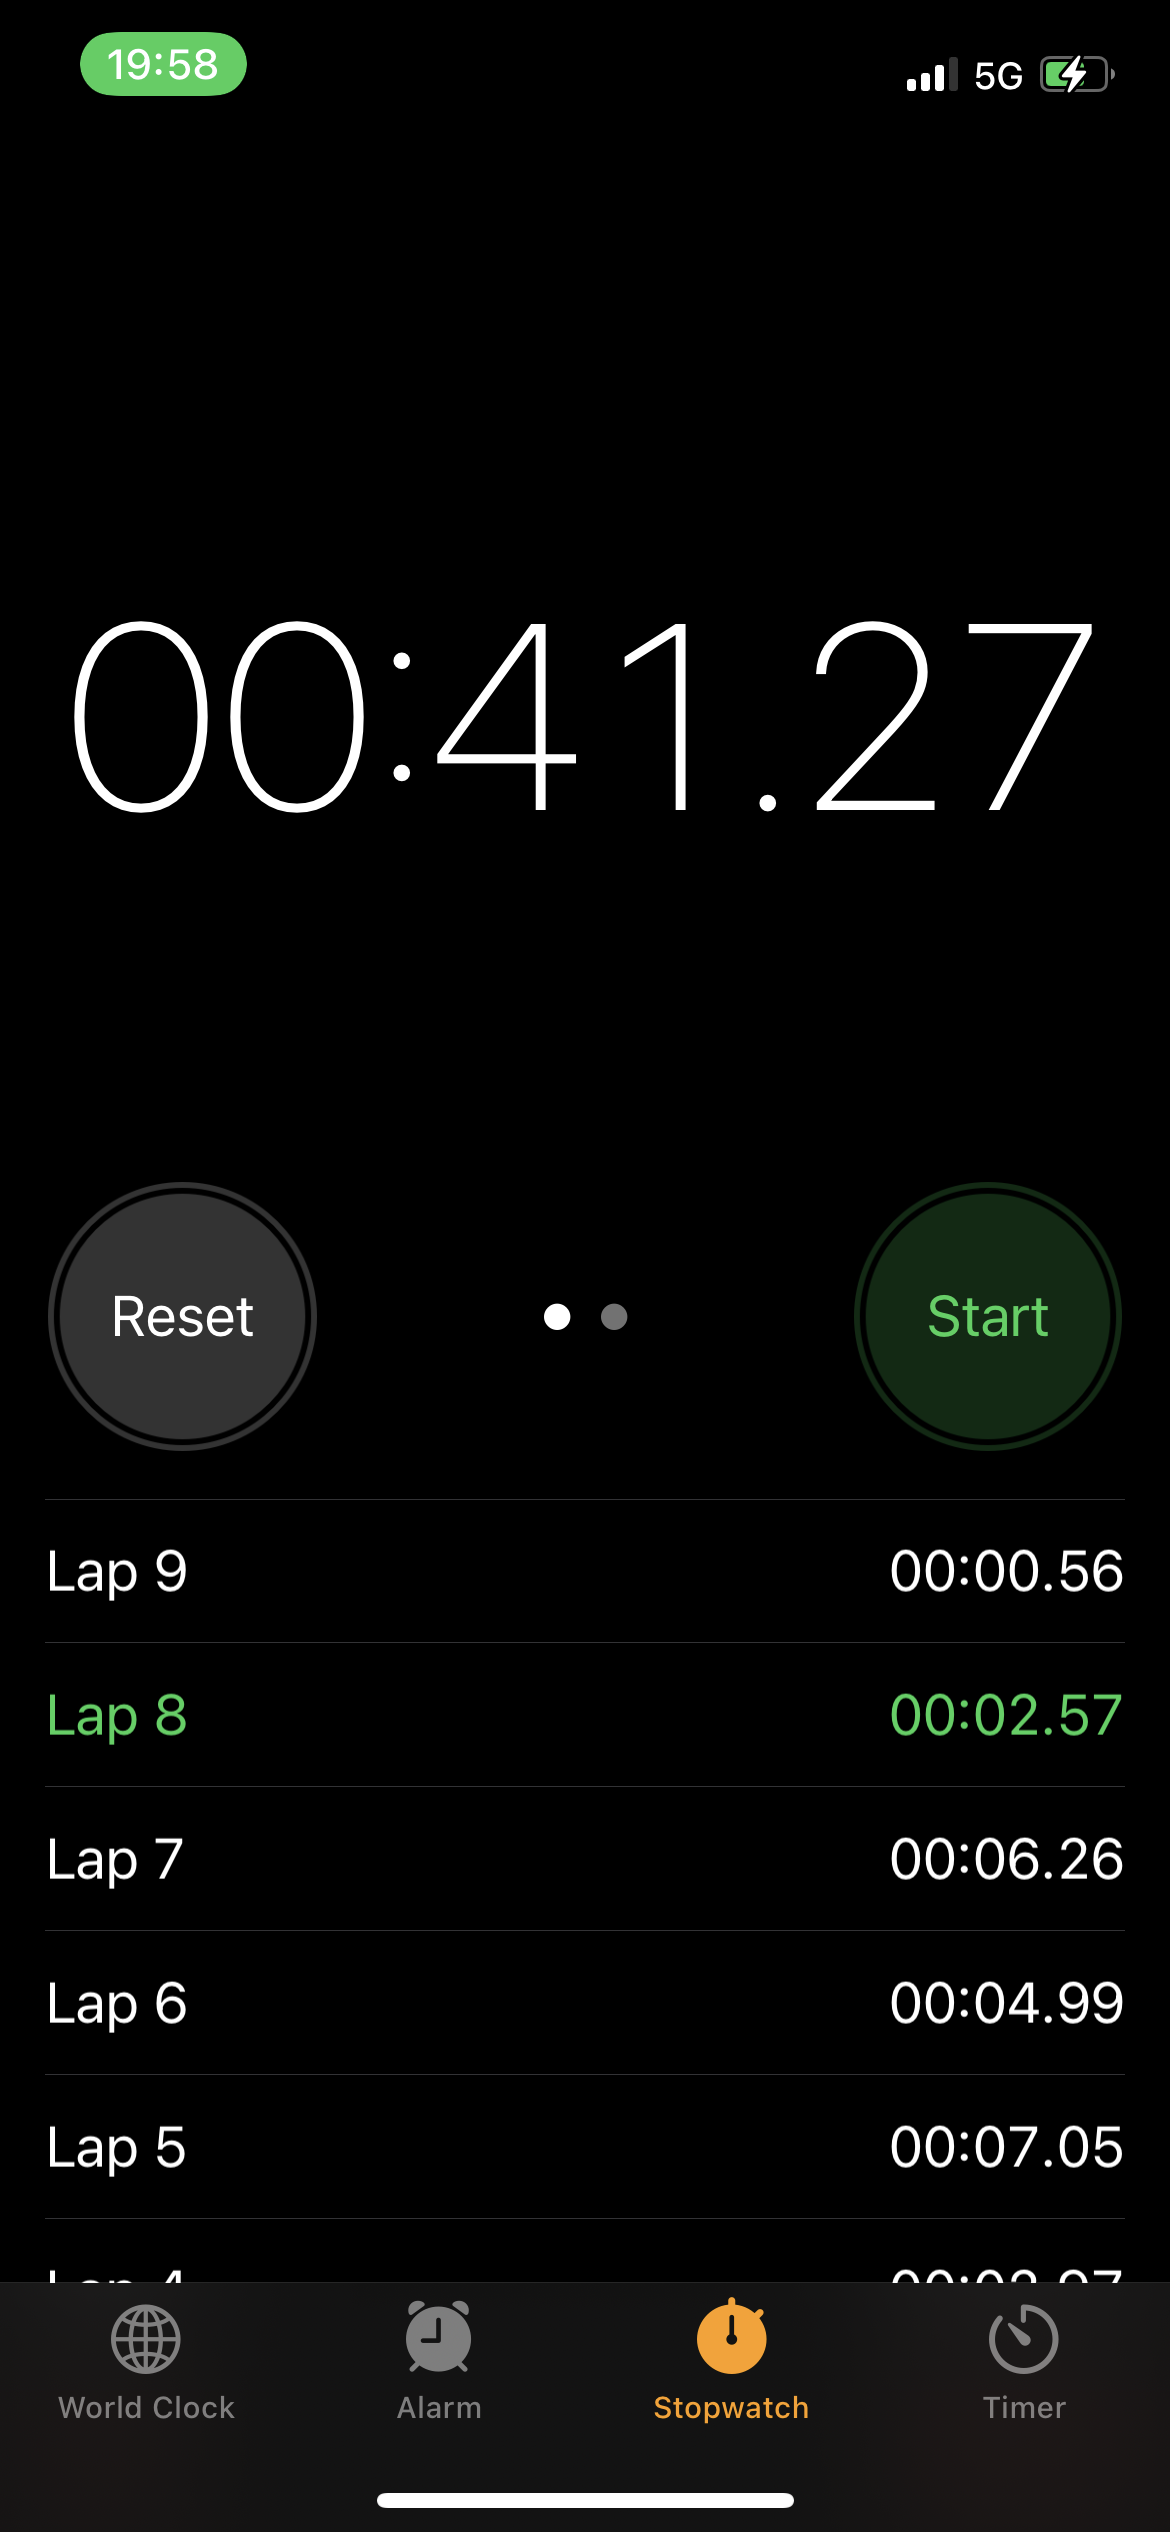 19:58
5G
00:41.27
Reset
Start
Lap 9 00:00.56
Lap 8 00:02.57
Lap 7 00:06.26
Lap 6 00:04.99
Lap 5 00:07.05
Lap 4
World Clock
Alarm
Stopwatch
Timer